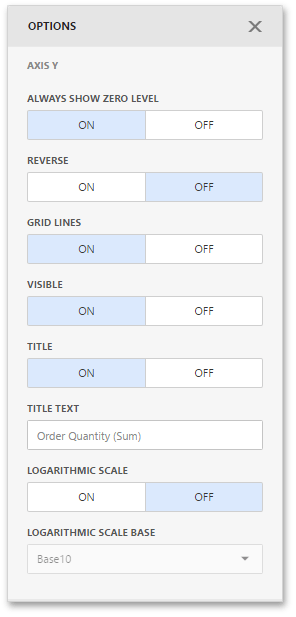 OPTIONS
AXIS Y
ALWAYS SHOW ZERO LEVEL
ON OFF
REVERSE
ON OFF
GRID LINES
ON OFF
VISIBLE
ON OFF
TITLE
ON OFF
TITLE TEXT
Order Quantity (Sum)
LOGARITHMIC SCALE
ON OFF
LOGARITHMIC SCALE BASE
Base10